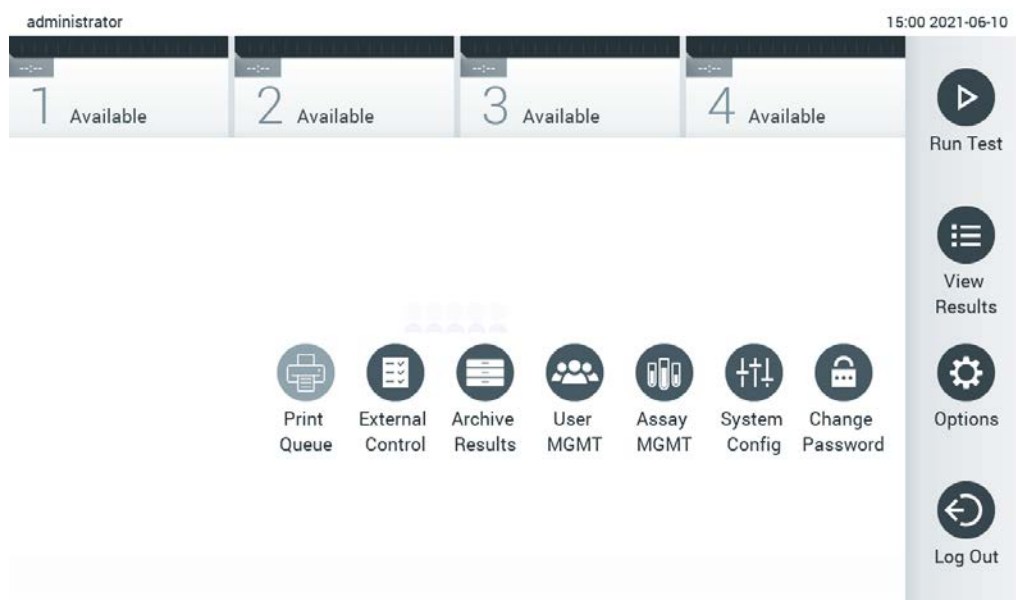 administrator 15:00 2021-06-10
--:-- --:-- --:-- --:--
1 Available 2 Available 3 Available 4 Available
Run Test
View
Results
Print External Archive User Assay System Change Options
Queue Control Results MGMT MGMT Config Password
Log Out